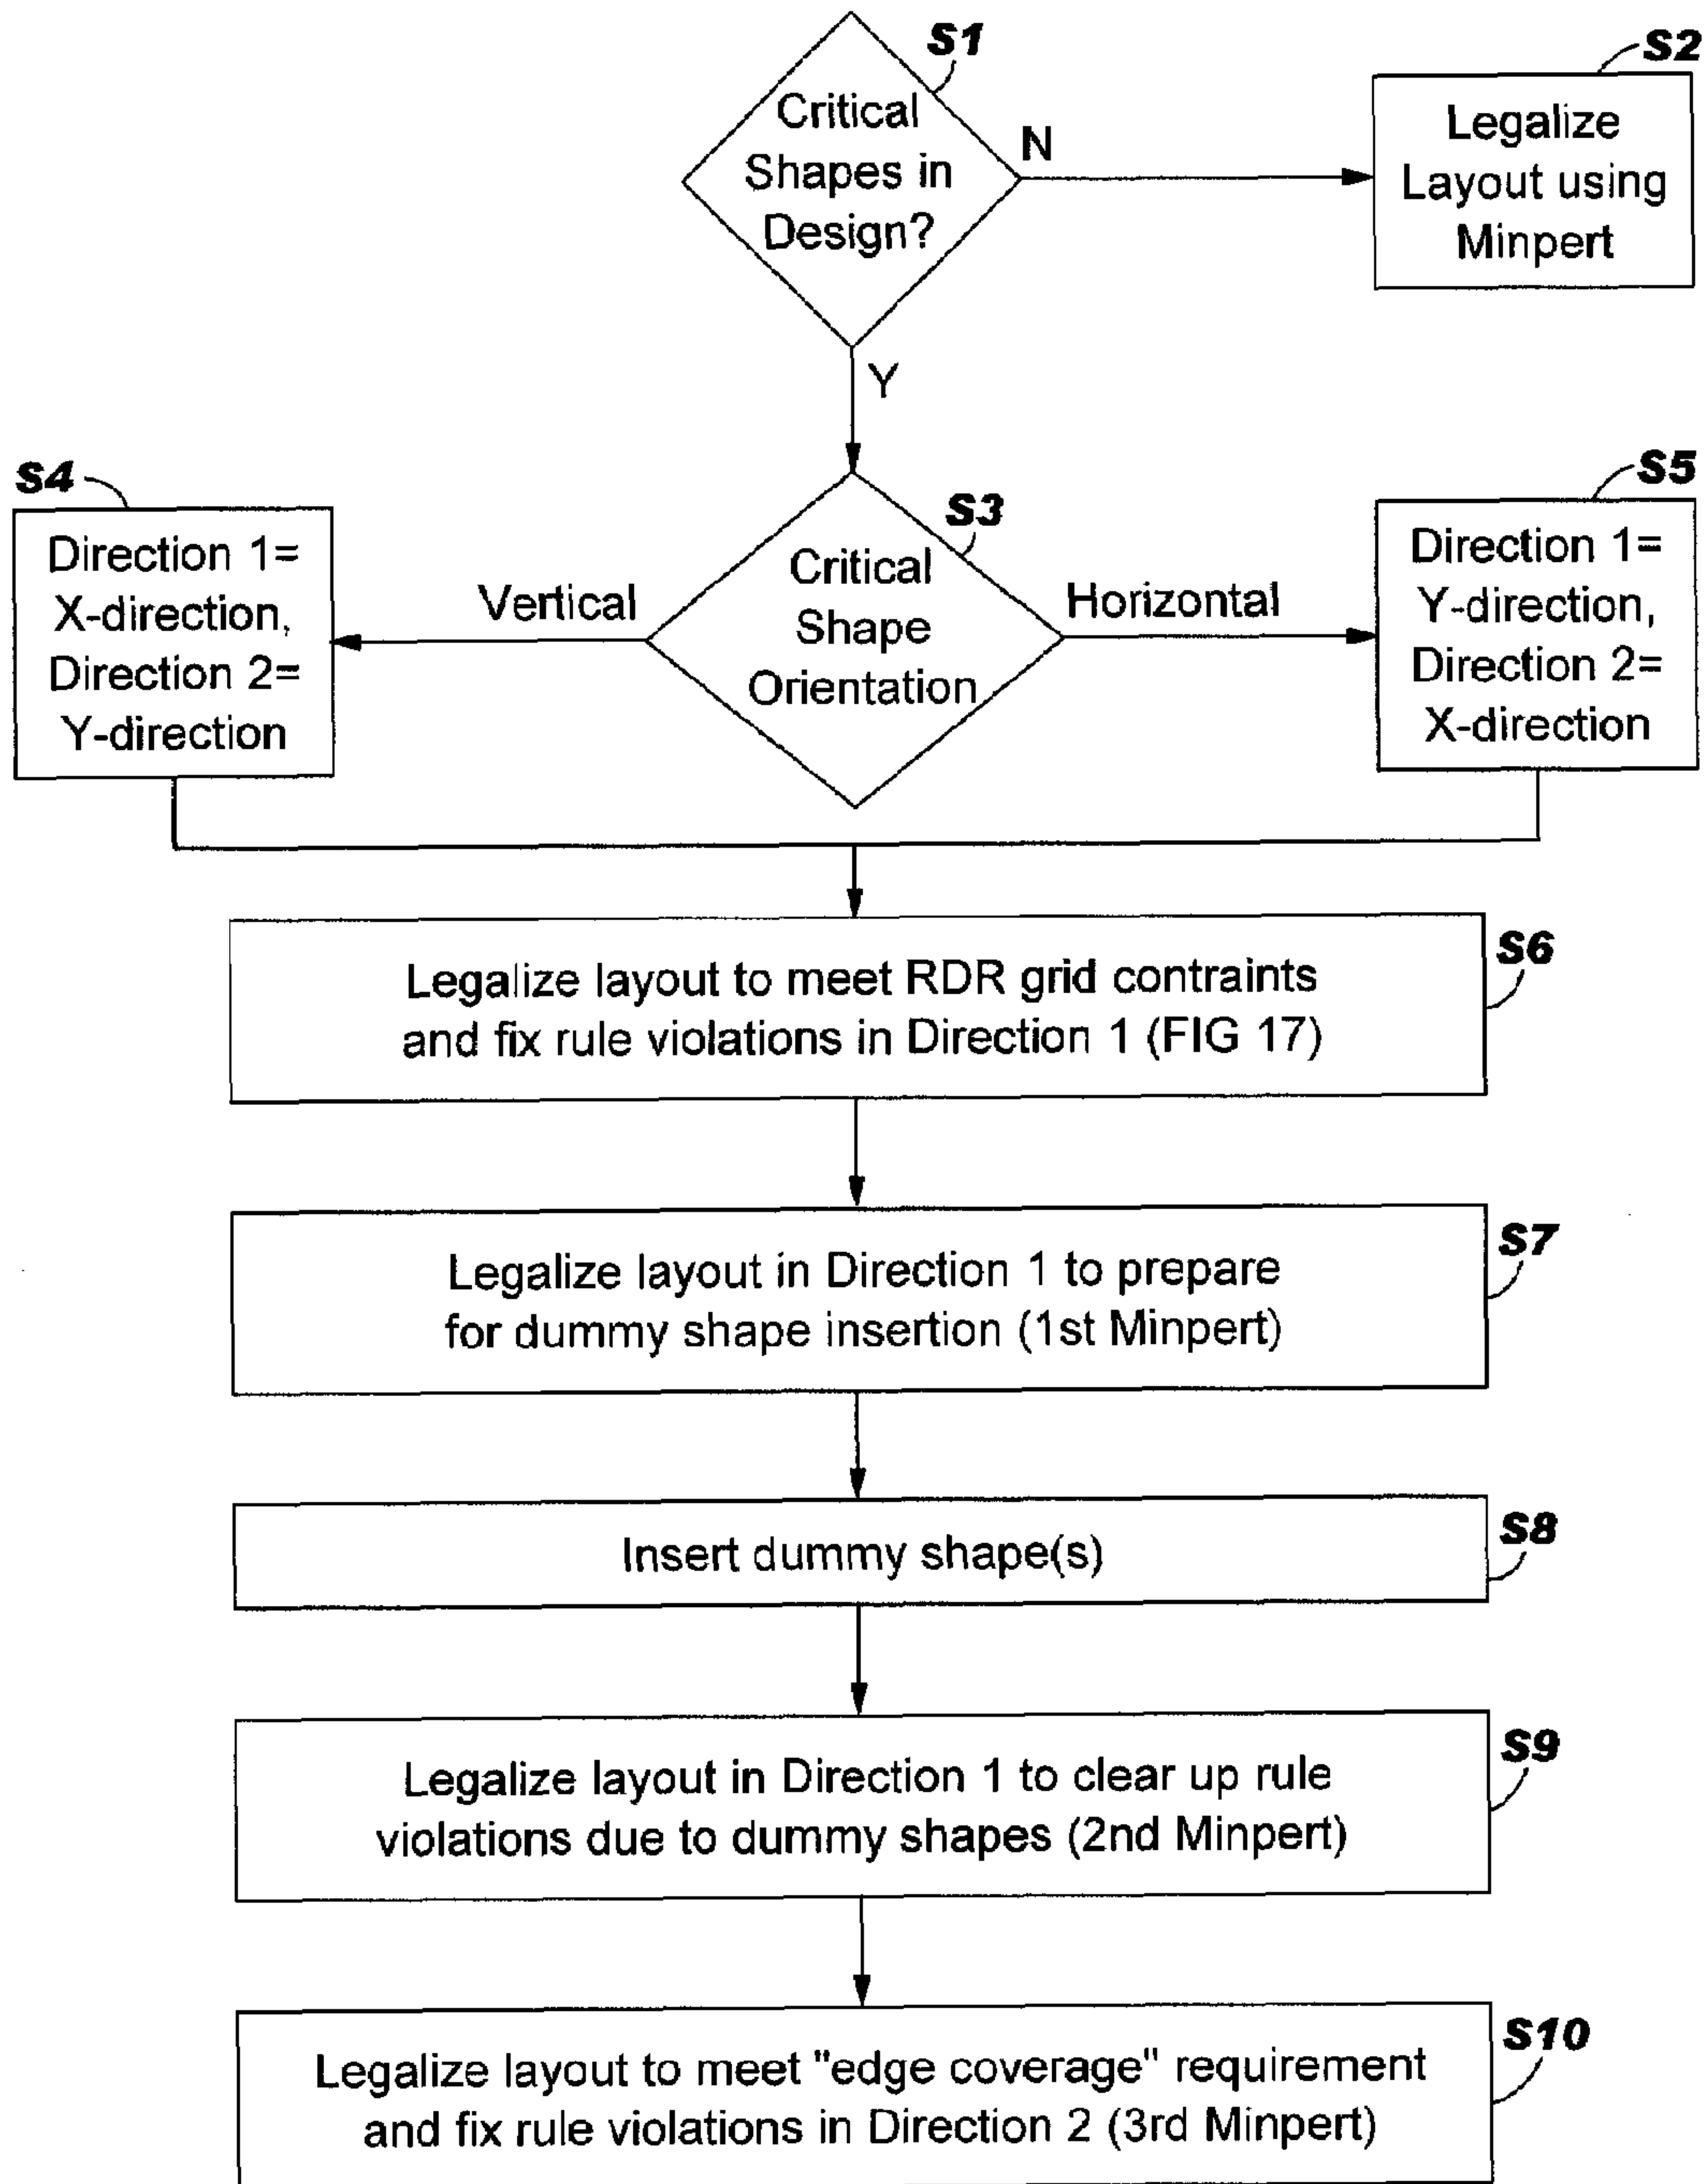 S1
Critical
Shapes in
Design?
N
S2
Legalize
Layout using
Minpert
Y
S4
Direction 1=
X-direction,
Direction 2=
Y-direction
Vertical
S3
Critical
Shape
Orientation
Horizontal
S5
Direction 1=
Y-direction,
Direction 2=
X-direction
S6
Legalize layout to meet RDR grid contraints
and fix rule violations in Direction 1 (FIG 17)
S7
Legalize layout in Direction 1 to prepare
for dummy shape insertion (1st Minpert)
S8
Insert dummy shape(s)
S9
Legalize layout in Direction 1 to clear up rule
violations due to dummy shapes (2nd Minpert)
S10
Legalize layout to meet "edge coverage" requirement
and fix rule violations in Direction 2 (3rd Minpert)